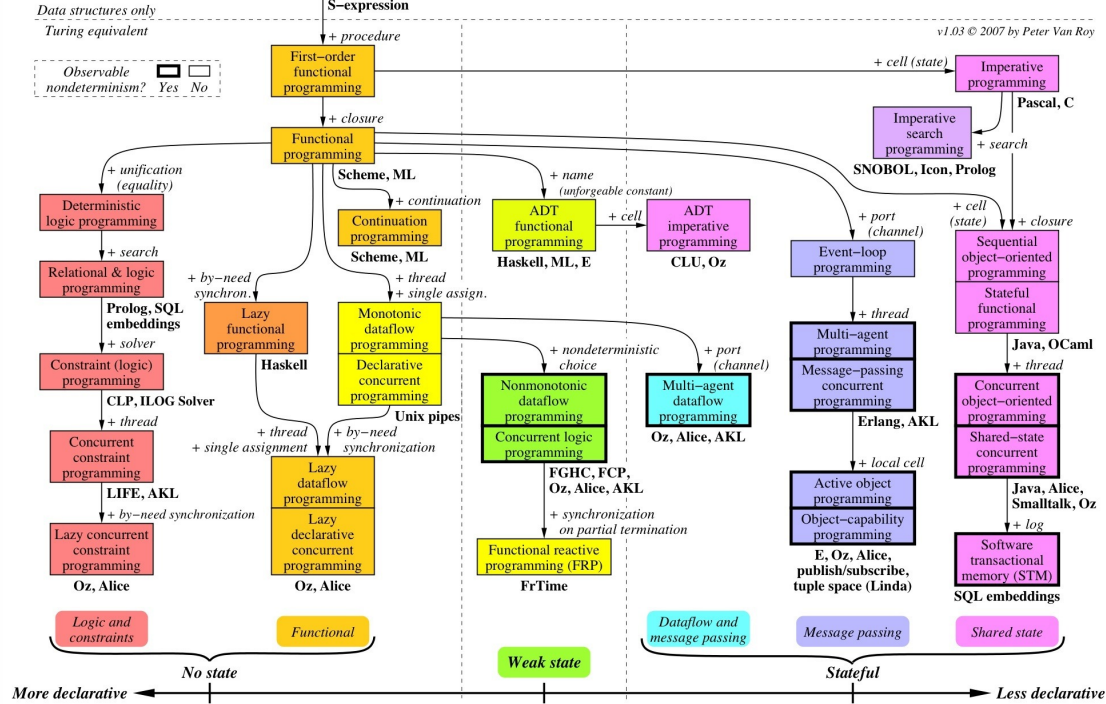 S−expression
Data structures only
Turing equivalent
v1.03 © 2007 by Peter Van Roy
+ procedure
Observable
nondeterminism?
Yes
No
First−order
functional
programming
+ cell (state)
Imperative
programming
Pascal, C
+ closure
Imperative
search
programming
+ search
SNOBOL, Icon, Prolog
Functional
programming
Scheme, ML
+ unification
(equality)
+ continuation
+ name
(unforgeable constant)
Deterministic
logic programming
Continuation
programming
Scheme, ML
ADT
functional
programming
Haskell, ML, E
+ cell
ADT
imperative
programming
CLU, Oz
+ port
(channel)
+ cell
(state)
+ closure
Event−loop
programming
Sequential
object−oriented
programming
Stateful
functional
programming
Java, OCaml
+ search
Relational & logic
programming
Prolog, SQL
embeddings
+ by−need
synchron.
+ thread
+ single assign.
Lazy
functional
programming
Haskell
Monotonic
dataflow
programming
Declarative
concurrent
programming
Unix pipes
+ thread
Multi−agent
programming
Message−passing
concurrent
programming
Erlang, AKL
+ solver
Constraint (logic)
programming
CLP, ILOG Solver
+ nondeterministic
choice
+ port
(channel)
+ thread
Nonmonotonic
dataflow
programming
Concurrent logic
programming
FGHC, FCP,
Oz, Alice, AKL
Multi−agent
dataflow
programming
Oz, Alice, AKL
Concurrent
object−oriented
programming
Shared−state
concurrent
programming
Java, Alice,
Smalltalk, Oz
+ thread
Concurrent
constraint
programming
LIFE, AKL
+ thread
+ single assignment
+ by−need
synchronization
Lazy
dataflow
programming
Lazy
declarative
concurrent
programming
Oz, Alice
+ local cell
Active object
programming
Object−capability
programming
E, Oz, Alice,
publish/subscribe,
tuple space (Linda)
+ by−need synchronization
Lazy concurrent
constraint
programming
Oz, Alice
+ synchronization
on partial termination
Functional reactive
programming (FRP)
FrTime
+ log
Software
transactional
memory (STM)
SQL embeddings
Logic and
constraints
Functional
Dataflow and
message passing
Message passing
Shared state
No state
Weak state
Stateful
More declarative
Less declarative